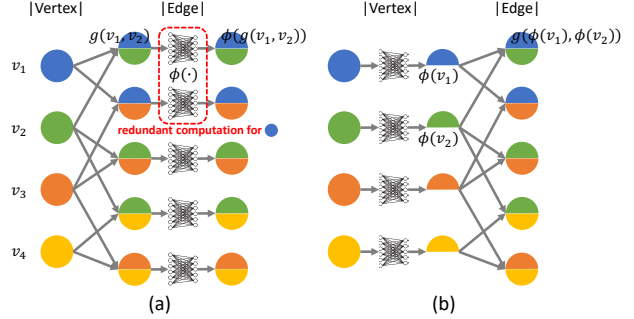 |Vertex| |Edge| |Vertex| |Edge|
g(v₁, v₂) ϕ(g(v₁, v₂)) g(ϕ(v₁), ϕ(v₂))
v₁ ϕ(·) ϕ(v₁)
redundant computation for
v₂ ϕ(v₂)
v₃
v₄
(a) (b)